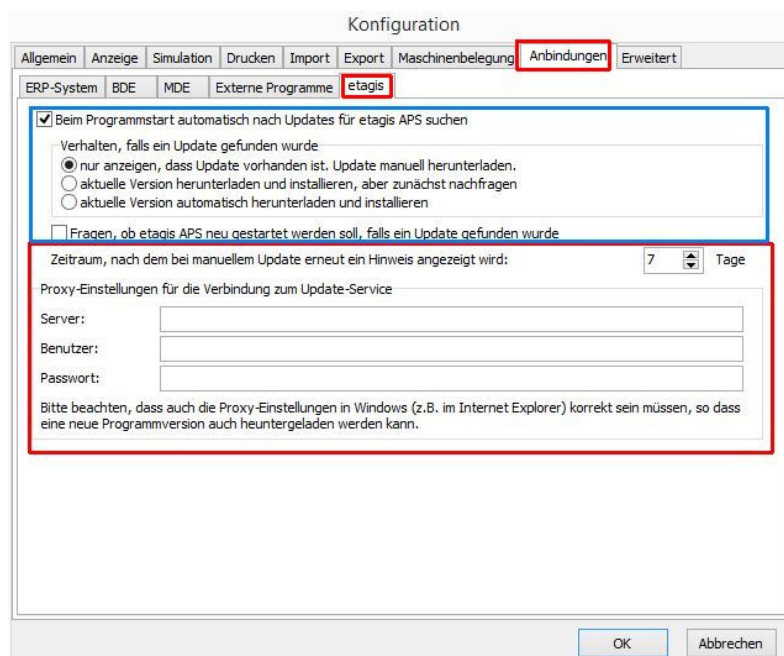 Konfiguration
Allgemein Anzeige Simulation Drucken Import Export Maschinenbelegung Anbindungen Erweitert
ERP-System BDE MDE Externe Programme etagis
Beim Programmstart automatisch nach Updates für etagis APS suchen
Verhalten, falls ein Update gefunden wurde
nur anzeigen, dass Update vorhanden ist. Update manuell herunterladen.
aktuelle Version herunterladen und installieren, aber zunächst nachfragen
aktuelle Version automatisch herunterladen und installieren
Fragen, ob etagis APS neu gestartet werden soll, falls ein Update gefunden wurde
Zeitraum, nach dem bei manuellem Update erneut ein Hinweis angezeigt wird: 7 Tage
Proxy-Einstellungen für die Verbindung zum Update-Service
Server:
Benutzer:
Passwort:
Bitte beachten, dass auch die Proxy-Einstellungen in Windows (z.B. im Internet Explorer) korrekt sein müssen, so dass
eine neue Programmversion auch heuntergeladen werden kann.
OK Abbrechen